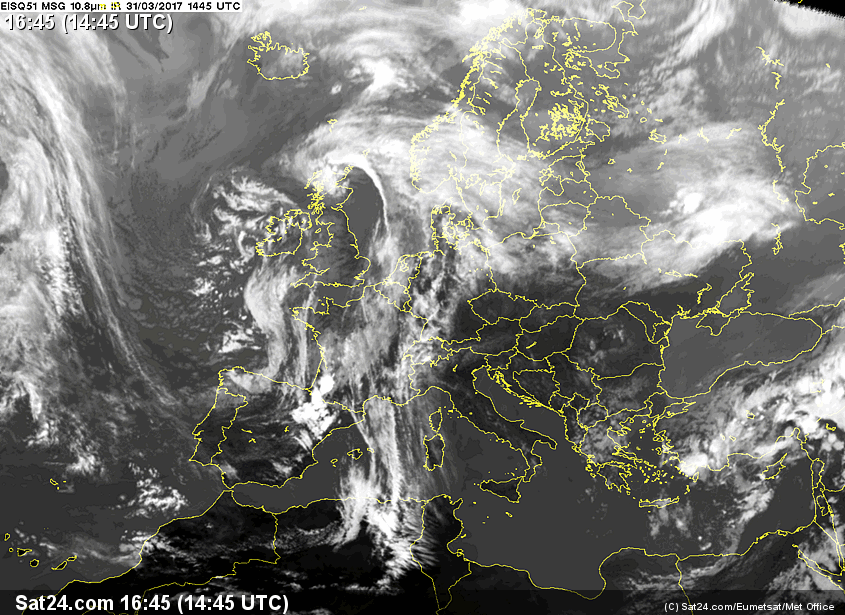 EISQ51 MSG 10.8µm IR 31/03/2017 1445 UTC
16:45 (14:45 UTC)
Sat24.com 16:45 (14:45 UTC)
(C) Sat24.com/Eumetsat/Met Office